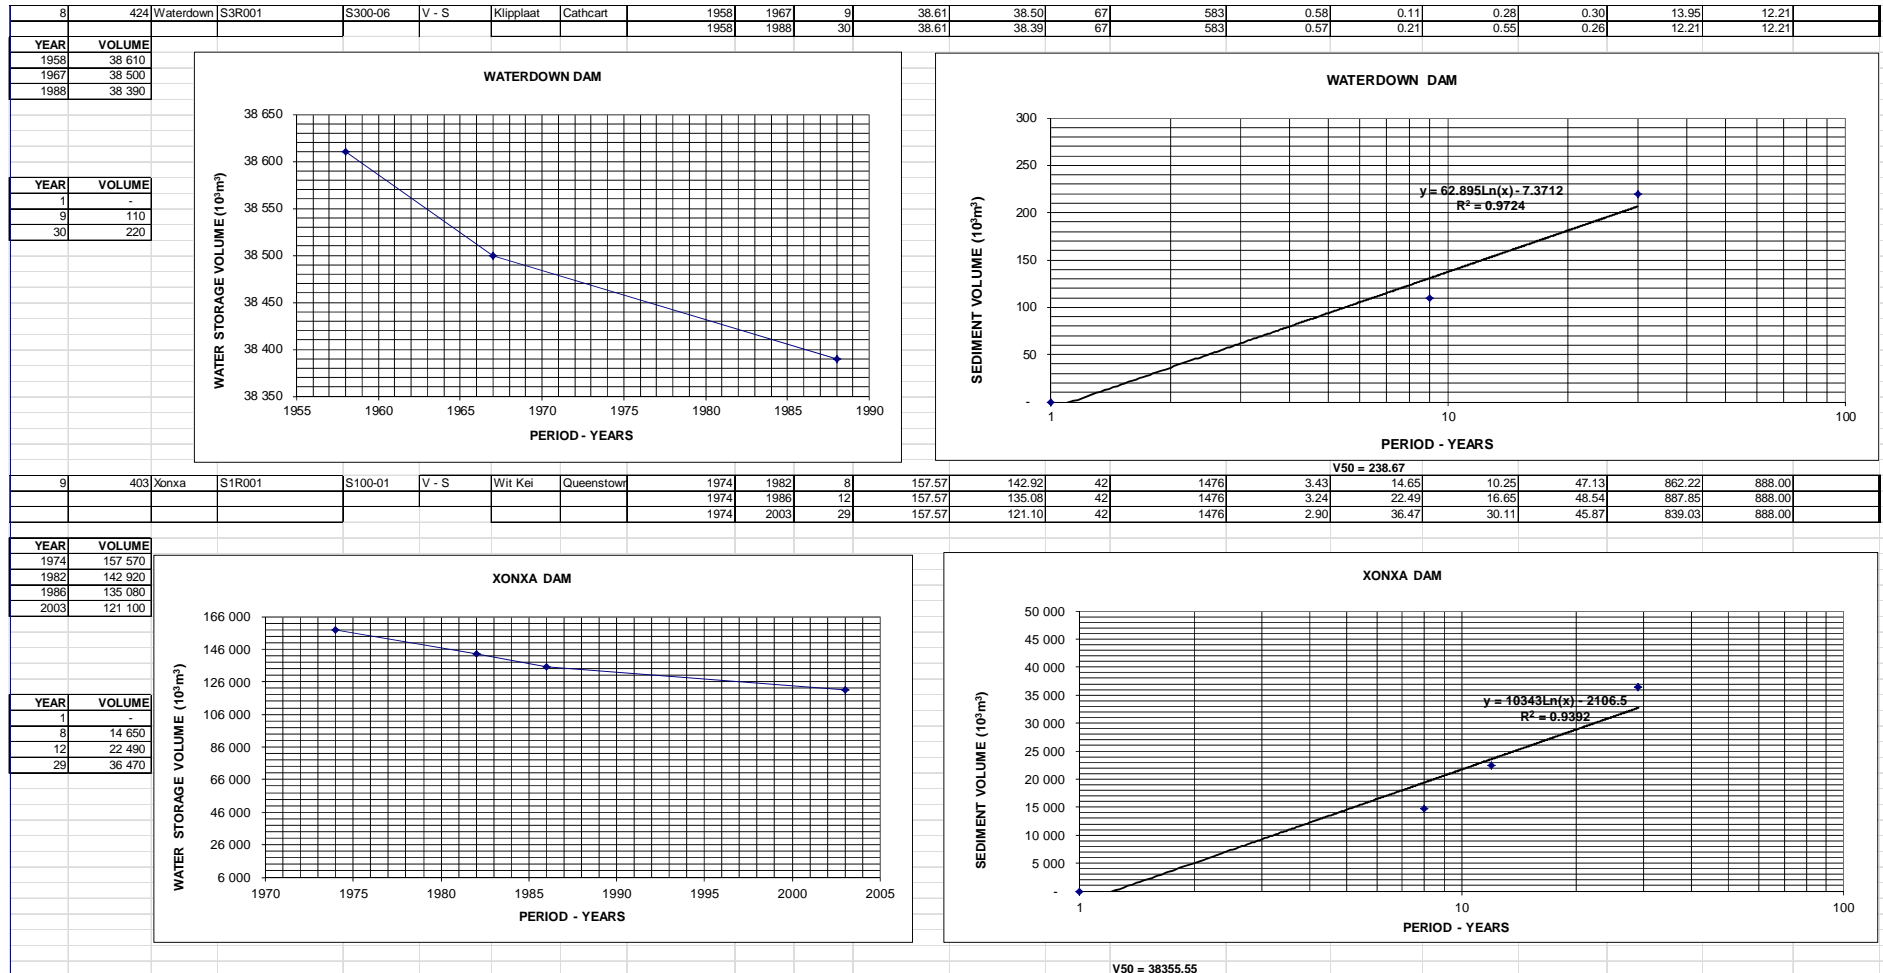 8 424 Waterdown S3R001 S300-06 V - S Klipplaat Cathcart 1958 1967 9 38.61 38.50 67 583 0.58 0.11 0.28 0.30 13.95 12.21
1958 1988 30 38.61 38.39 67 583 0.57 0.21 0.55 0.26 12.21 12.21
YEAR VOLUME
1958 38 610
1967 38 500
1988 38 390
YEAR VOLUME
1 -
9 110
30 220
WATERDOWN DAM
WATER STORAGE VOLUME (10³m³)
38 650
38 600
38 550
38 500
38 450
38 400
38 350
1955 1960 1965 1970 1975 1980 1985 1990
PERIOD - YEARS
WATERDOWN DAM
SEDIMENT VOLUME (10³m³)
300
250
200
150
100
50
-
y = 62.895Ln(x) - 7.3712
R² = 0.9724
1 10 100
PERIOD - YEARS
V50 = 238.67
9 403 Xonxa S1R001 S100-01 V - S Wit Kei Queenstown 1974 1982 8 157.57 142.92 42 1476 3.43 14.65 10.25 47.13 862.22 888.00
1974 1986 12 157.57 135.08 42 1476 3.24 22.49 16.65 48.54 887.85 888.00
1974 2003 29 157.57 121.10 42 1476 2.90 36.47 30.11 45.87 839.03 888.00
YEAR VOLUME
1974 157 570
1982 142 920
1986 135 080
2003 121 100
YEAR VOLUME
1 -
8 14 650
12 22 490
29 36 470
XONXA DAM
WATER STORAGE VOLUME (10³m³)
166 000
146 000
126 000
106 000
86 000
66 000
46 000
26 000
6 000
1970 1975 1980 1985 1990 1995 2000 2005
PERIOD - YEARS
XONXA DAM
SEDIMENT VOLUME (10³m³)
50 000
45 000
40 000
35 000
30 000
25 000
20 000
15 000
10 000
5 000
-
y = 10343Ln(x) - 2106.5
R² = 0.9392
1 10 100
PERIOD - YEARS
V50 = 38355.55